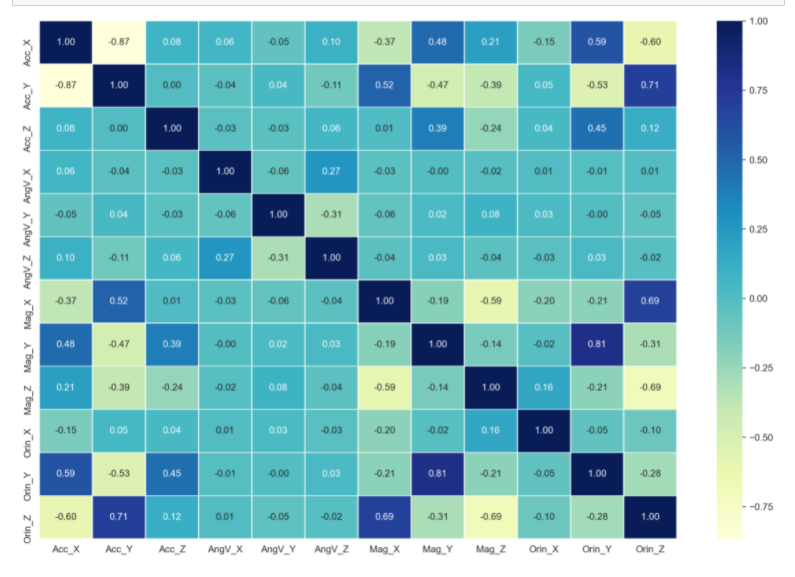 Acc_X 1.00 -0.87 0.08 0.06 -0.05 0.10 -0.37 0.48 0.21 -0.15 0.59 -0.60
Acc_Y -0.87 1.00 0.00 -0.04 0.04 -0.11 0.52 -0.47 -0.39 0.05 -0.53 0.71
Acc_Z 0.08 0.00 1.00 -0.03 -0.03 0.06 0.01 0.39 -0.24 0.04 0.45 0.12
AngV_X 0.06 -0.04 -0.03 1.00 -0.06 0.27 -0.03 -0.00 -0.02 0.01 -0.01 0.01
AngV_Y -0.05 0.04 -0.03 -0.06 1.00 -0.31 -0.06 0.02 0.08 0.03 -0.00 -0.05
AngV_Z 0.10 -0.11 0.06 0.27 -0.31 1.00 -0.04 0.03 -0.04 -0.03 0.03 -0.02
Mag_X -0.37 0.52 0.01 -0.03 -0.06 -0.04 1.00 -0.19 -0.59 -0.20 -0.21 0.69
Mag_Y 0.48 -0.47 0.39 -0.00 0.02 0.03 -0.19 1.00 -0.14 -0.02 0.81 -0.31
Mag_Z 0.21 -0.39 -0.24 -0.02 0.08 -0.04 -0.59 -0.14 1.00 0.16 -0.21 -0.69
Orin_X -0.15 0.05 0.04 0.01 0.03 -0.03 -0.20 -0.02 0.16 1.00 -0.05 -0.10
Orin_Y 0.59 -0.53 0.45 -0.01 -0.00 0.03 -0.21 0.81 -0.21 -0.05 1.00 -0.28
Orin_Z -0.60 0.71 0.12 0.01 -0.05 -0.02 0.69 -0.31 -0.69 -0.10 -0.28 1.00
Acc_X Acc_Y Acc_Z AngV_X AngV_Y AngV_Z Mag_X Mag_Y Mag_Z Orin_X Orin_Y Orin_Z
1.00
0.75
0.50
0.25
0.00
-0.25
-0.50
-0.75